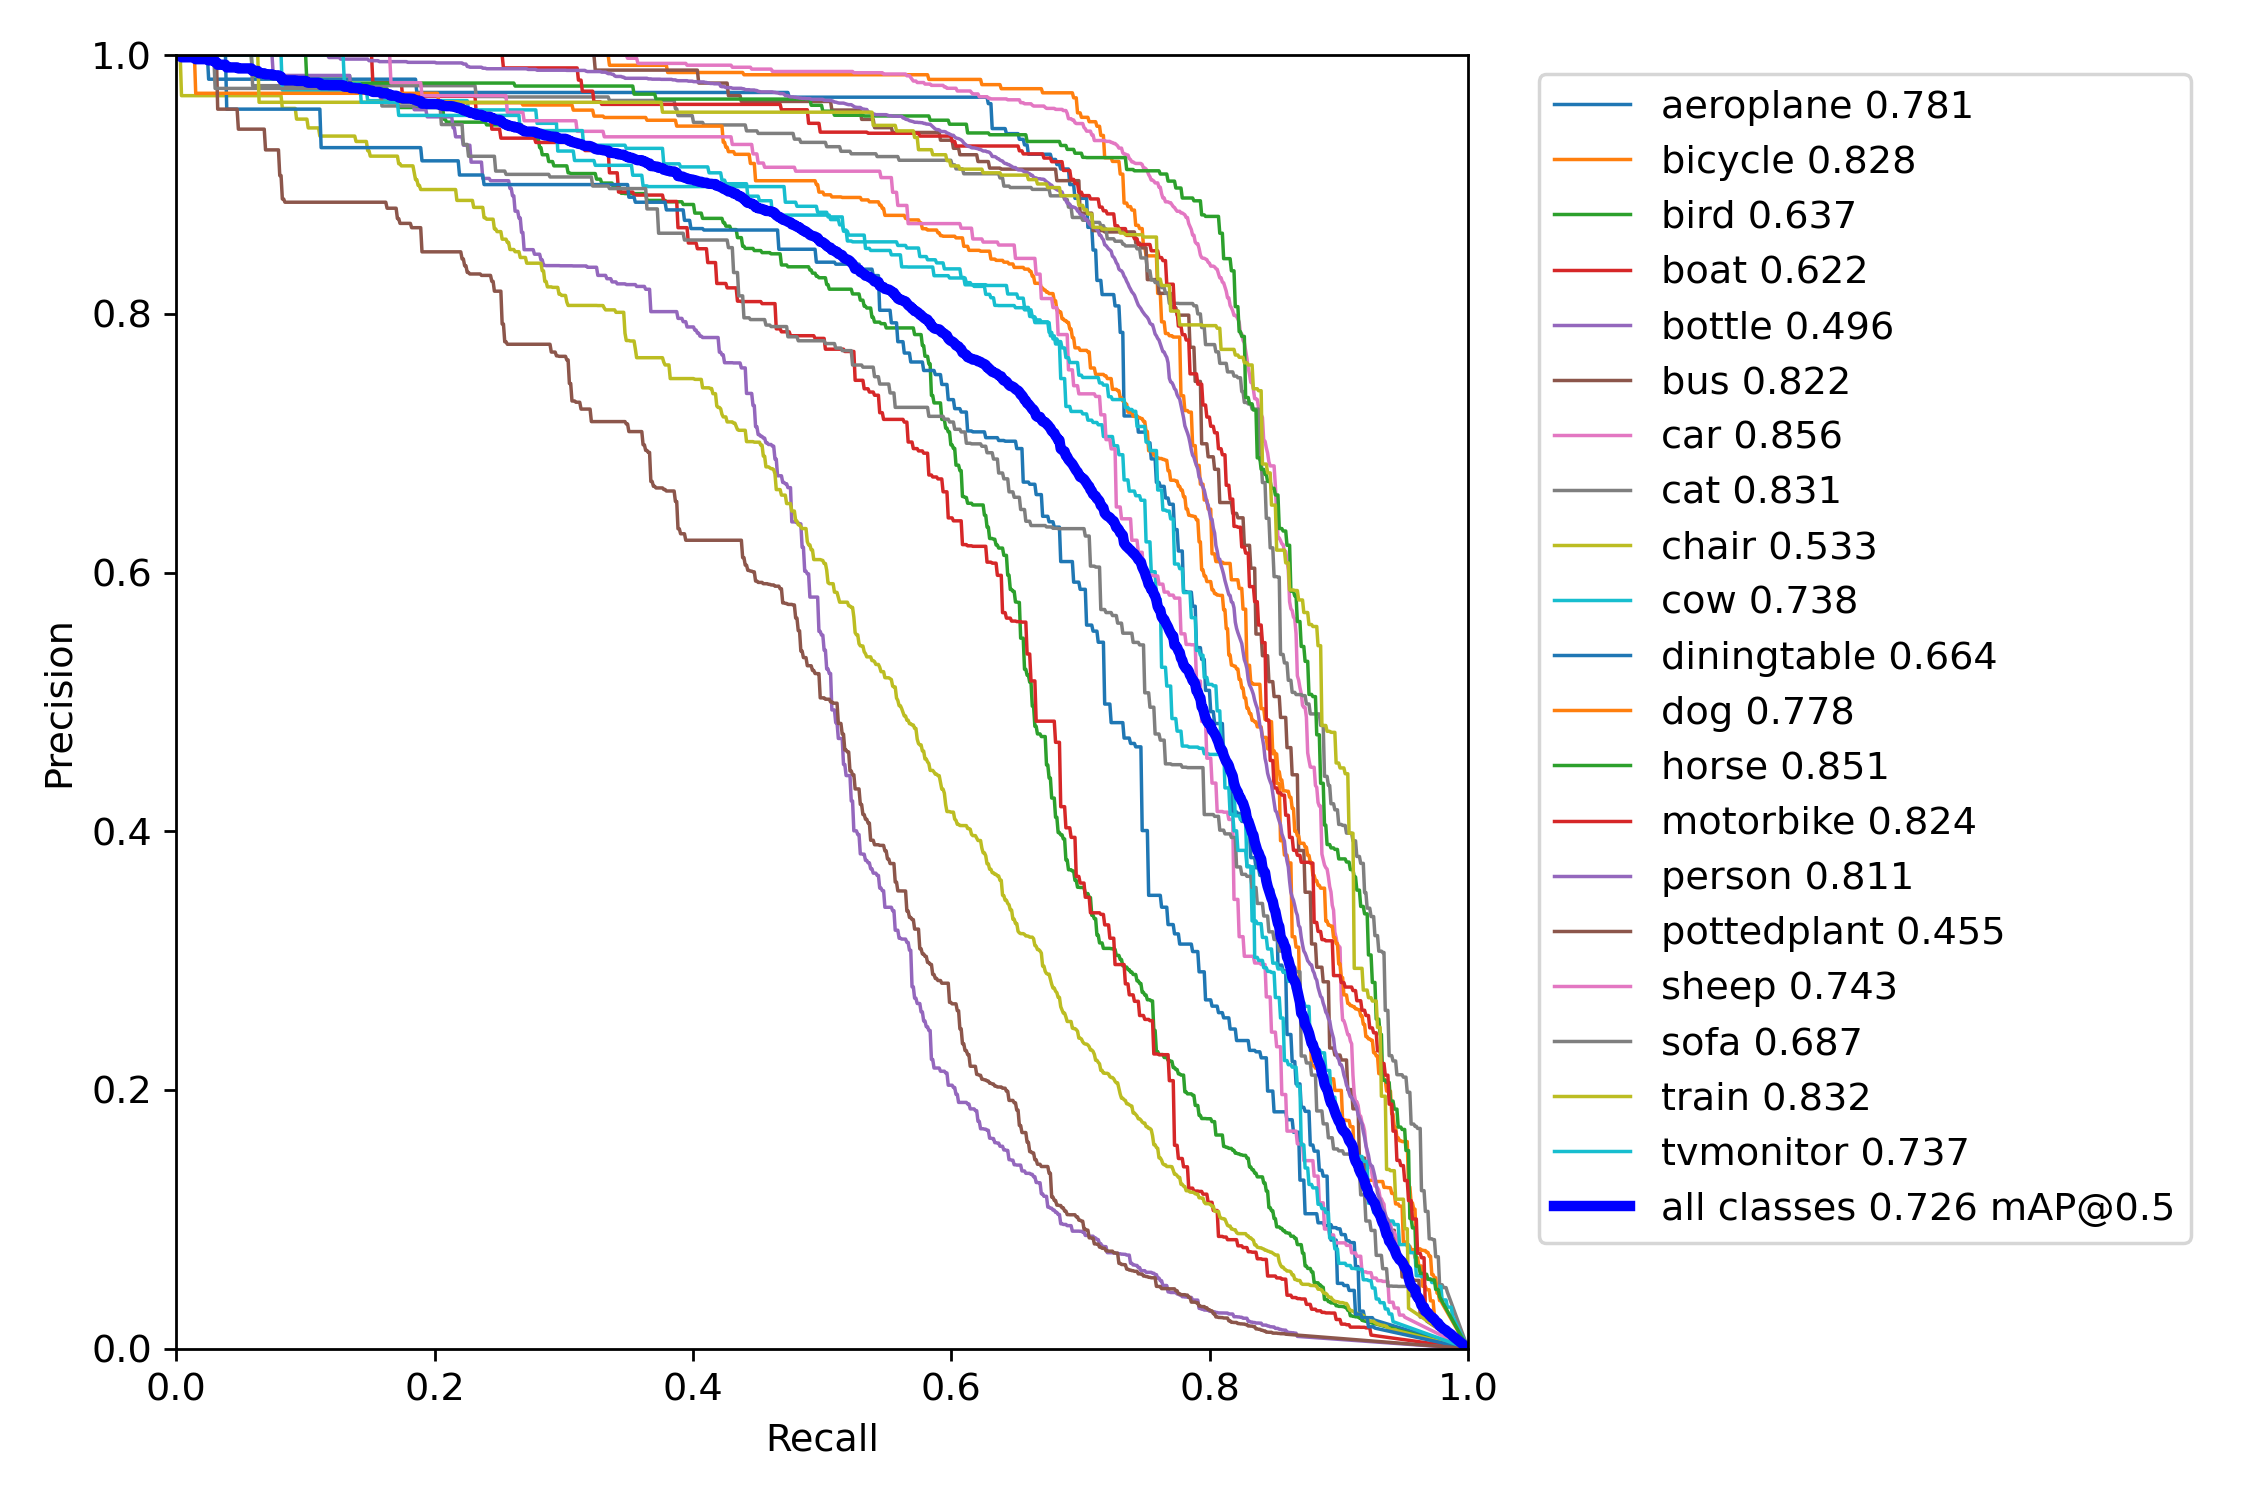 1.0
0.8
0.6
0.4
0.2
0.0
Precision
0.0 0.2 0.4 0.6 0.8 1.0
Recall
aeroplane 0.781
bicycle 0.828
bird 0.637
boat 0.622
bottle 0.496
bus 0.822
car 0.856
cat 0.831
chair 0.533
cow 0.738
diningtable 0.664
dog 0.778
horse 0.851
motorbike 0.824
person 0.811
pottedplant 0.455
sheep 0.743
sofa 0.687
train 0.832
tvmonitor 0.737
all classes 0.726 mAP@0.5